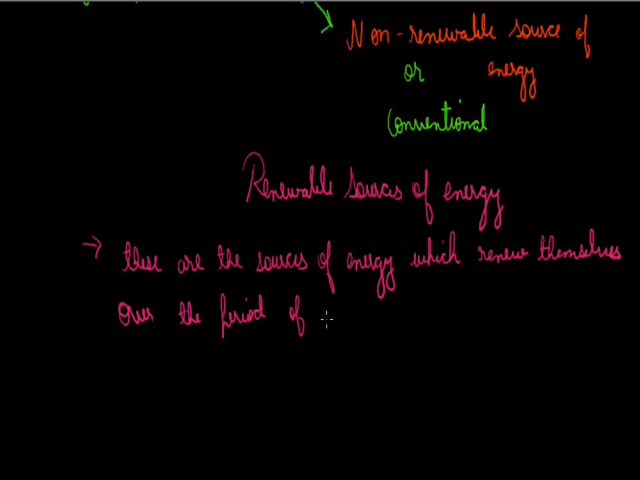 Non-renewable source of
or energy
Conventional
Renewable sources of energy
→ these are the sources of energy which renew themselves
over the period of